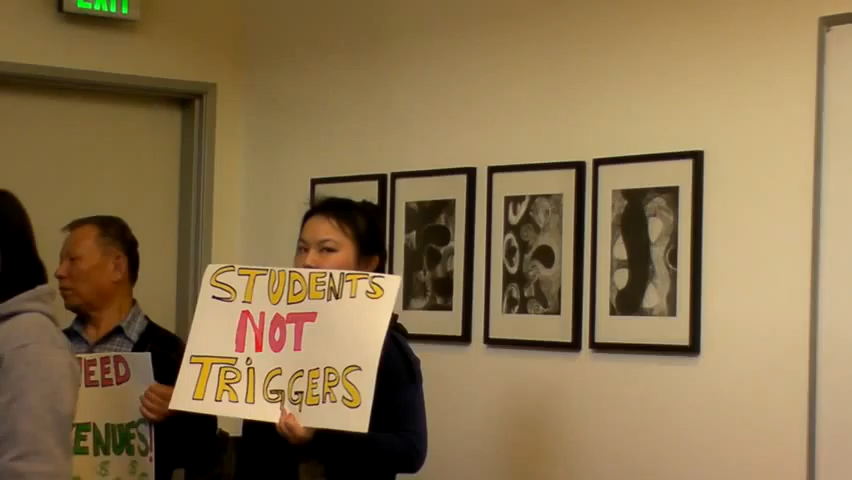 EXIT
STUDENTS
NOT
TRIGGERS
EED
ENUES!
$ $